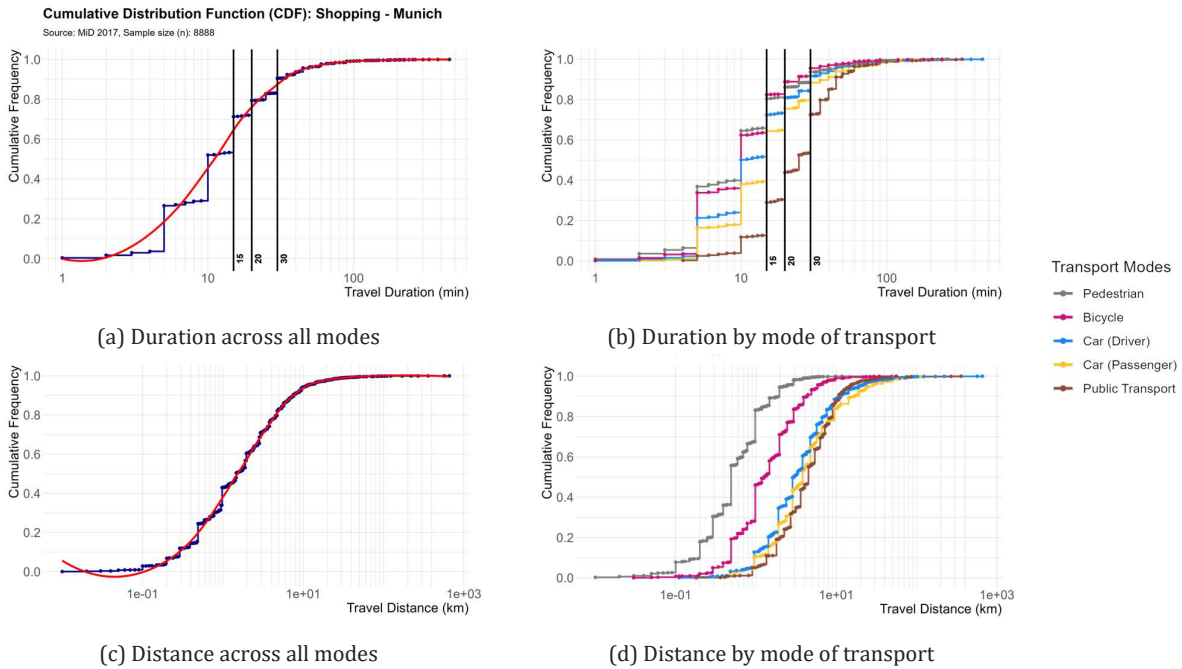 Cumulative Distribution Function (CDF): Shopping - Munich
Source: MiD 2017, Sample size (n): 8888
Cumulative Frequency
1.0
0.8
0.6
0.4
0.2
0.0
15
20
30
1
10
100
Travel Duration (min)
(a) Duration across all modes
Cumulative Frequency
1.0
0.8
0.6
0.4
0.2
0.0
15
20
30
1
10
100
Travel Duration (min)
(b) Duration by mode of transport
Transport Modes
Pedestrian
Bicycle
Car (Driver)
Car (Passenger)
Public Transport
Cumulative Frequency
1.0
0.8
0.6
0.4
0.2
0.0
1e-01
1e+01
1e+03
Travel Distance (km)
(c) Distance across all modes
Cumulative Frequency
1.0
0.8
0.6
0.4
0.2
0.0
1e-01
1e+01
1e+03
Travel Distance (km)
(d) Distance by mode of transport